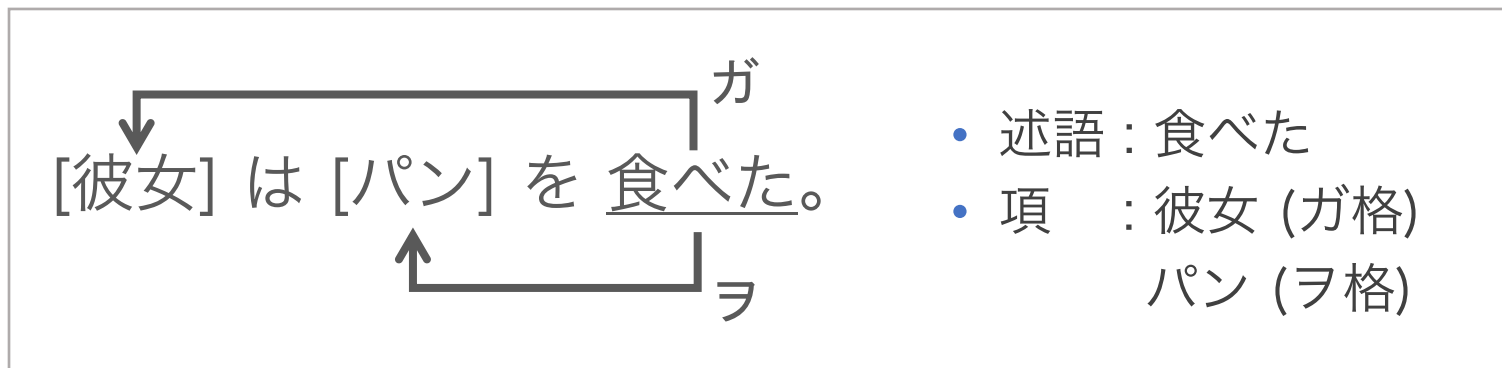 ガ
[彼女] は [パン] を 食べた。
ヲ
• 述語 : 食べた
• 項 : 彼女 (ガ格)
パン (ヲ格)